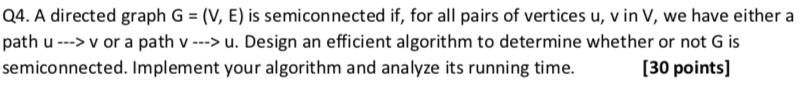 Q4. A directed graph G = (V, E) is semiconnected if, for all pairs of vertices u, v in V, we have either a
path u ---> v or a path v ---> u. Design an efficient algorithm to determine whether or not G is
semiconnected. Implement your algorithm and analyze its running time. [30 points]